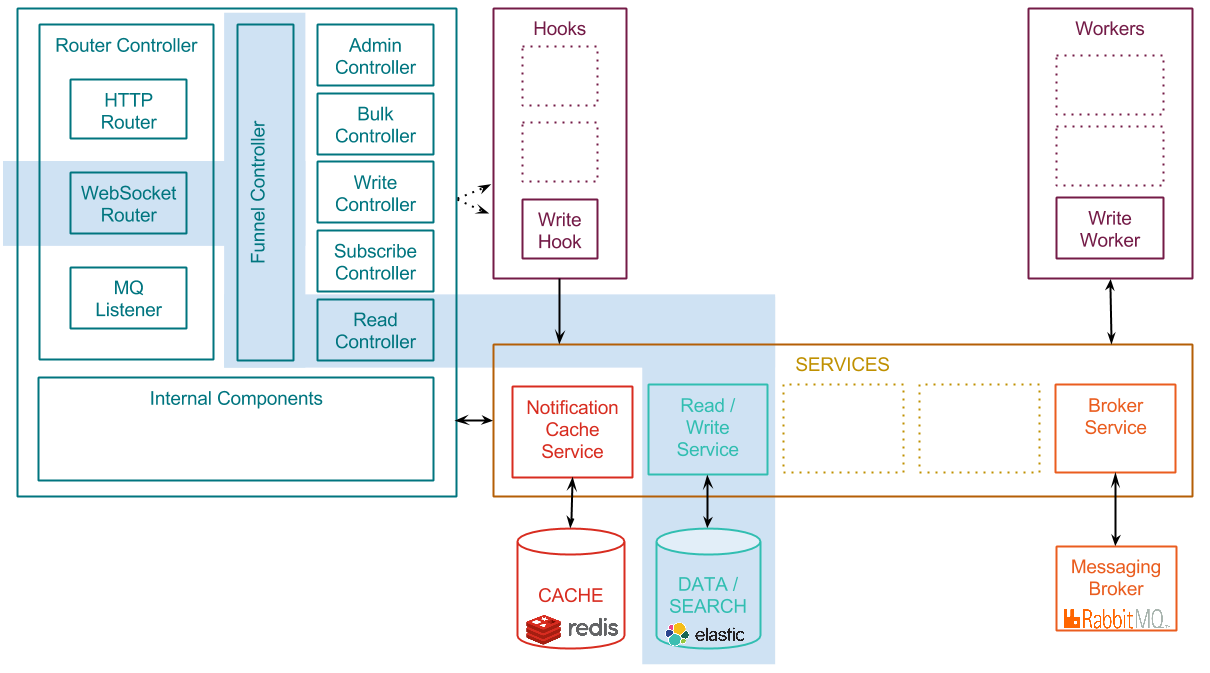 Router Controller
HTTP
Router
WebSocket
Router
MQ
Listener
Funnel Controller
Admin
Controller
Bulk
Controller
Write
Controller
Subscribe
Controller
Read
Controller
Internal Components
Hooks
Write
Hook
Workers
Write
Worker
SERVICES
Notification
Cache
Service
Read /
Write
Service
Broker
Service
CACHE
redis
DATA /
SEARCH
elastic
Messaging
Broker
RabbitMQ